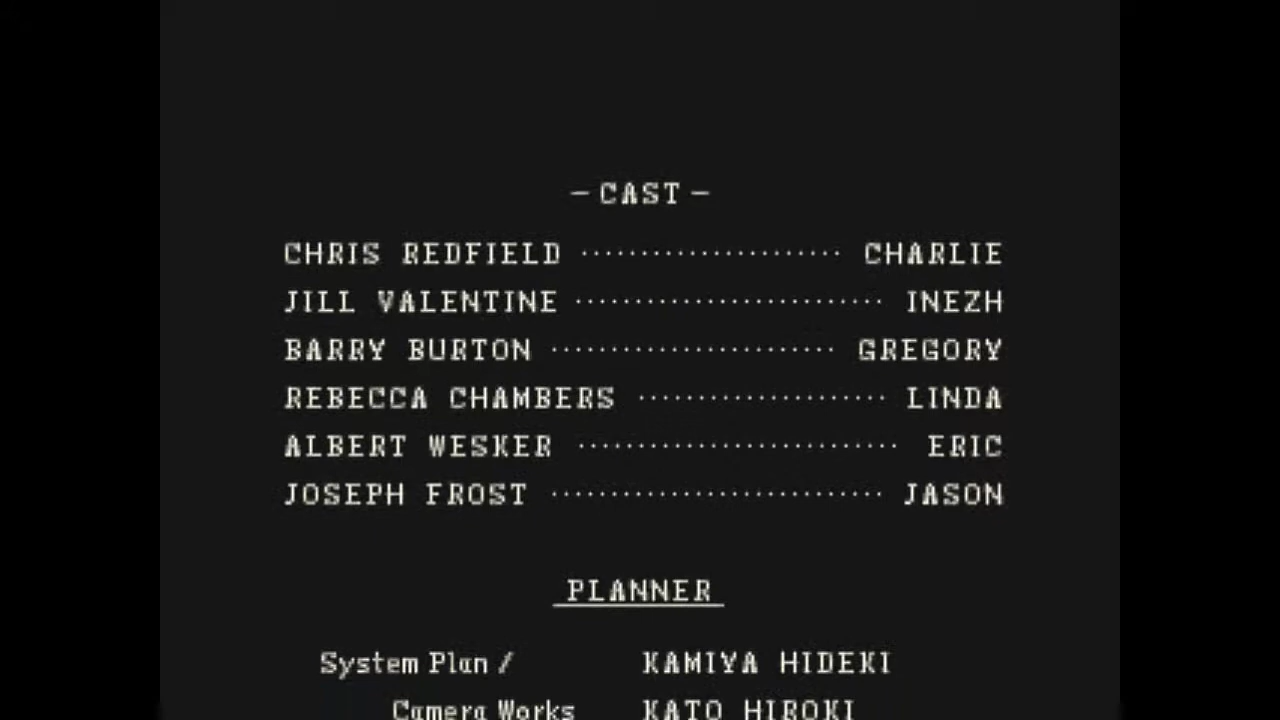 – CAST –
CHRIS REDFIELD ······················ CHARLIE
JILL VALENTINE ·························· INEZH
BARRY BURTON ························ GREGORY
REBECCA CHAMBERS ····················· LINDA
ALBERT WESKER ··························· ERIC
JOSEPH FROST ···························· JASON
PLANNER
System Plan / KAMIYA HIDEKI
Camera Works KATO HIROKI